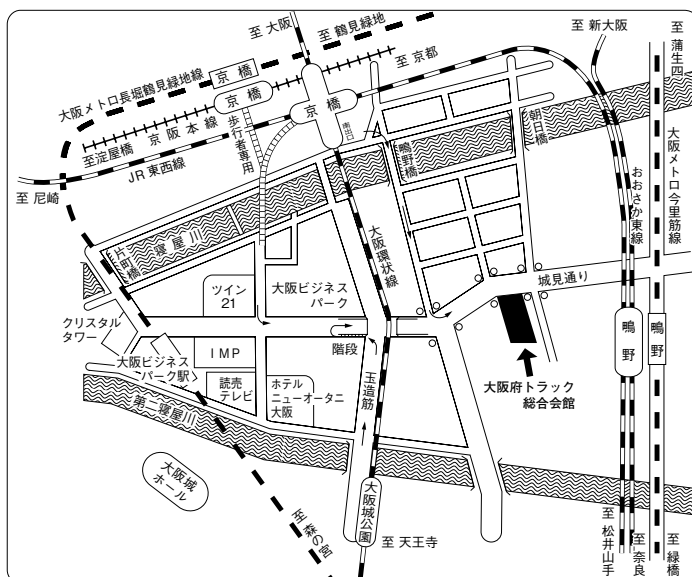 至 大阪
至 鶴見緑地
至 新大阪
至 蒲生四
大阪メトロ長堀鶴見緑地線
京橋
至 京都
京橋
京橋
京阪本線
至淀屋橋
歩行者専用
南出口
朝日橋
鴫野橋
JR東西線
至 尼崎
おおさか東線
大阪メトロ今里筋線
片町橋
寝屋川
大阪環状線
城見通り
ツイン
21
大阪ビジネス
パーク
クリスタル
タワー
階段
鴫野
鴫野
大阪ビジネス
パーク駅
IMP
読売
テレビ
ホテル
ニューオータニ
大阪
玉造筋
大阪府トラック
総合会館
第二寝屋川
大阪城
ホール
大阪城公園
至 森の宮
至 天王寺
至 松井山手
至 奈良
至 緑橋